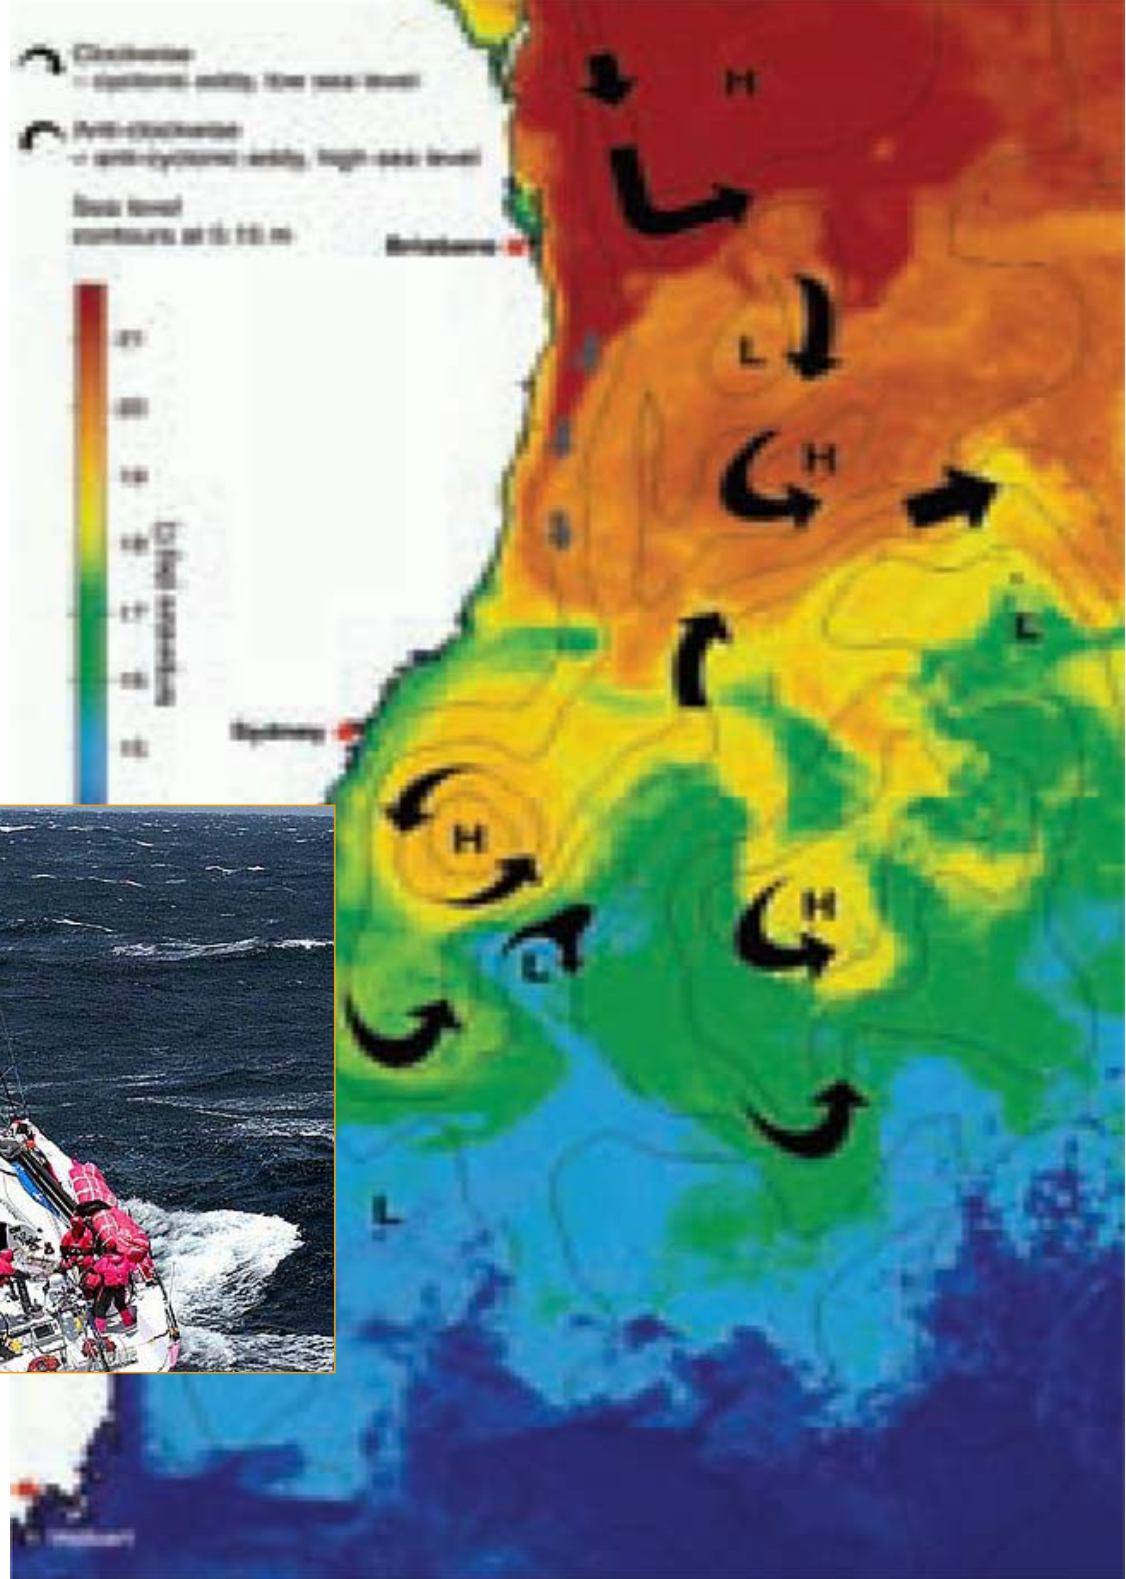 Clockwise
= cyclonic eddy, low sea level
Anti-clockwise
= anti-cyclonic eddy, high sea level
Sea level
contours at 0.10 m
Brisbane
21
20
19
18
17
16
15
Sydney
Hobart
H
L
H
L
H
H
L
L